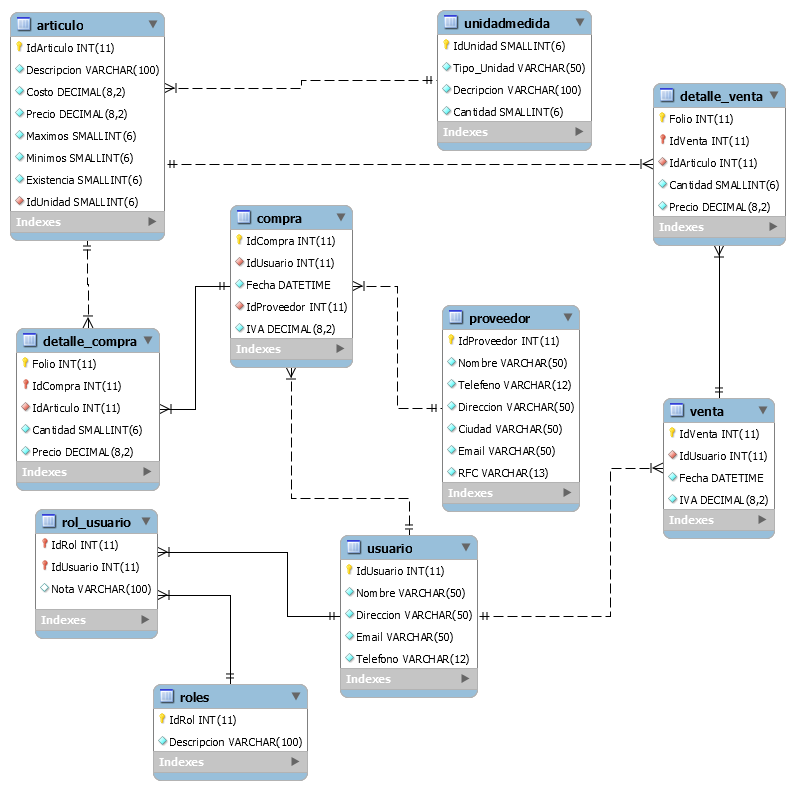 articulo
IdArticulo INT(11)
Descripcion VARCHAR(100)
Costo DECIMAL(8,2)
Precio DECIMAL(8,2)
Maximos SMALLINT(6)
Minimos SMALLINT(6)
Existencia SMALLINT(6)
IdUnidad SMALLINT(6)
Indexes
unidadmedida
IdUnidad SMALLINT(6)
Tipo_Unidad VARCHAR(50)
Decripcion VARCHAR(100)
Cantidad SMALLINT(6)
Indexes
detalle_venta
Folio INT(11)
IdVenta INT(11)
IdArticulo INT(11)
Cantidad SMALLINT(6)
Precio DECIMAL(8,2)
Indexes
compra
IdCompra INT(11)
IdUsuario INT(11)
Fecha DATETIME
IdProveedor INT(11)
IVA DECIMAL(8,2)
Indexes
detalle_compra
Folio INT(11)
IdCompra INT(11)
IdArticulo INT(11)
Cantidad SMALLINT(6)
Precio DECIMAL(8,2)
Indexes
proveedor
IdProveedor INT(11)
Nombre VARCHAR(50)
Telefeno VARCHAR(12)
Direccion VARCHAR(50)
Ciudad VARCHAR(50)
Email VARCHAR(50)
RFC VARCHAR(13)
Indexes
venta
IdVenta INT(11)
IdUsuario INT(11)
Fecha DATETIME
IVA DECIMAL(8,2)
Indexes
rol_usuario
IdRol INT(11)
IdUsuario INT(11)
Nota VARCHAR(100)
Indexes
usuario
IdUsuario INT(11)
Nombre VARCHAR(50)
Direccion VARCHAR(50)
Email VARCHAR(50)
Telefono VARCHAR(12)
Indexes
roles
IdRol INT(11)
Descripcion VARCHAR(100)
Indexes